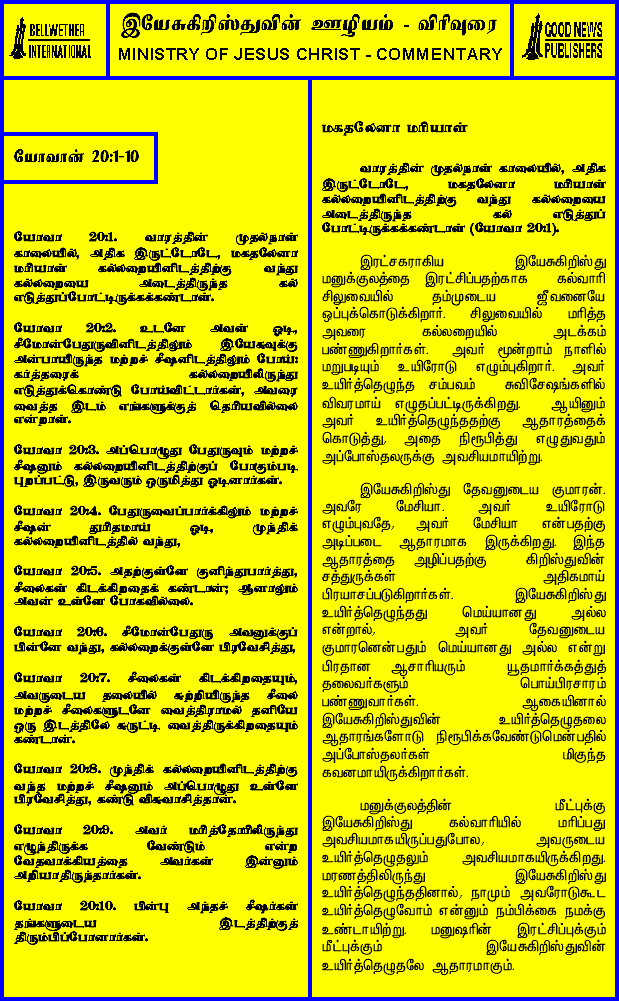 BELLWETHER
INTERNATIONAL
இயேசுகிறிஸ்துவின் ஊழியம் - விரிவுரை
MINISTRY OF JESUS CHRIST - COMMENTARY
GOOD NEWS
PUBLISHERS
யோவான் 20:1-10
யோவா 20:1. வாரத்தின் முதல்நாள்
காலையில், அதிக இருட்டோடே, மகதலேனா
மரியாள் கல்லறையினிடத்திற்கு வந்து
கல்லறையை அடைத்திருந்த கல்
எடுத்துப்போட்டிருக்கக்கண்டாள்.
யோவா 20:2. உடனே அவள் ஓடி,
சீமோன்பேதுருவினிடத்திலும் இயேசுவுக்கு
அன்பாயிருந்த மற்றச் சீஷனிடத்திலும் போய்:
கர்த்தரைக் கல்லறையிலிருந்து
எடுத்துக்கொண்டு போய்விட்டார்கள், அவரை
வைத்த இடம் எங்களுக்குத் தெரியவில்லை
என்றாள்.
யோவா 20:3. அப்பொழுது பேதுருவும் மற்றச்
சீஷனும் கல்லறையினிடத்திற்குப் போகும்படி
புறப்பட்டு, இருவரும் ஒருமித்து ஓடினார்கள்.
யோவா 20:4. பேதுருவைப்பார்க்கிலும் மற்றச்
சீஷன் துரிதமாய் ஓடி, முந்திக்
கல்லறையினிடத்தில் வந்து,
யோவா 20:5. அதற்குள்ளே குனிந்துபார்த்து,
சீலைகள் கிடக்கிறதைக் கண்டான்; ஆனாலும்
அவன் உள்ளே போகவில்லை.
யோவா 20:6. சீமோன்பேதுரு அவனுக்குப்
பின்னே வந்து, கல்லறைக்குள்ளே பிரவேசித்து,
யோவா 20:7. சீலைகள் கிடக்கிறதையும்,
அவருடைய தலையில் சுற்றியிருந்த சீலை
மற்றச் சீலைகளுடனே வைத்திராமல் தனியே
ஒரு இடத்திலே சுருட்டி வைத்திருக்கிறதையும்
கண்டான்.
யோவா 20:8. முந்திக் கல்லறையினிடத்திற்கு
வந்த மற்றச் சீஷனும் அப்பொழுது உள்ளே
பிரவேசித்து, கண்டு விசுவாசித்தான்.
யோவா 20:9. அவர் மரித்தோரிலிருந்து
எழுந்திருக்க வேண்டும் என்ற
வேதவாக்கியத்தை அவர்கள் இன்னும்
அறியாதிருந்தார்கள்.
யோவா 20:10. பின்பு அந்தச் சீஷர்கள்
தங்களுடைய இடத்திற்குத்
திரும்பிப்போனார்கள்.
மகதலேனா மரியாள்
வாரத்தின் முதல்நாள் காலையில், அதிக
இருட்டோடே, மகதலேனா மரியாள்
கல்லறையினிடத்திற்கு வந்து கல்லறையை
அடைத்திருந்த கல் எடுத்துப்
போட்டிருக்கக்கண்டாள் (யோவா 20:1).
இரட்சகராகிய இயேசுகிறிஸ்து
மனுக்குலத்தை இரட்சிப்பதற்காக கல்வாரி
சிலுவையில் தம்முடைய ஜீவனையே
ஒப்புக்கொடுக்கிறார். சிலுவையில் மரித்த
அவரை கல்லறையில் அடக்கம்
பண்ணுகிறார்கள். அவர் மூன்றாம் நாளில்
மறுபடியும் உயிரோடு எழும்புகிறார். அவர்
உயிர்த்தெழுந்த சம்பவம் சுவிசேஷங்களில்
விவரமாய் எழுதப்பட்டிருக்கிறது. ஆயினும்
அவர் உயிர்த்தெழுந்ததற்கு ஆதாரத்தைக்
கொடுத்து, அதை நிரூபித்து எழுதுவதும்
அப்போஸ்தலருக்கு அவசியமாயிற்று.
இயேசுகிறிஸ்து தேவனுடைய குமாரன்.
அவரே மேசியா. அவர் உயிரோடு
எழும்புவதே, அவர் மேசியா என்பதற்கு
அடிப்படை ஆதாரமாக இருக்கிறது. இந்த
ஆதாரத்தை அழிப்பதற்கு கிறிஸ்துவின்
சத்துருக்கள் அதிகமாய்
பிரயாசப்படுகிறார்கள். இயேசுகிறிஸ்து
உயிர்த்தெழுந்தது மெய்யானது அல்ல
என்றால், அவர் தேவனுடைய
குமாரனென்பதும் மெய்யானது அல்ல என்று
பிரதான ஆசாரியரும் யூதமார்க்கத்துத்
தலைவர்களும் பொய்பிரசாரம்
பண்ணுவார்கள். ஆகையினால்
இயேசுகிறிஸ்துவின் உயிர்த்தெழுதலை
ஆதாரங்களோடு நிரூபிக்கவேண்டுமென்பதில்
அப்போஸ்தலர்கள் மிகுந்த
கவனமாயிருக்கிறார்கள்.
மனுக்குலத்தின் மீட்புக்கு
இயேசுகிறிஸ்து கல்வாரியில் மரிப்பது
அவசியமாகயிருப்பதுபோல, அவருடைய
உயிர்த்தெழுதலும் அவசியமாகயிருக்கிறது.
மரணத்திலிருந்து இயேசுகிறிஸ்து
உயிர்த்தெழுந்ததினால், நாமும் அவரோடுகூட
உயிர்த்தெழுவோம் என்னும் நம்பிக்கை நமக்கு
உண்டாயிற்று. மனுஷரின் இரட்சிப்புக்கும்
மீட்புக்கும் இயேசுகிறிஸ்துவின்
உயிர்த்தெழுதலே ஆதாரமாகும்.